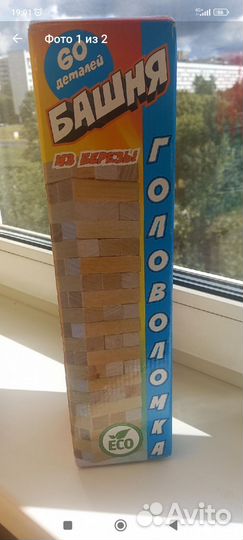 19:01
Фото 1 из 2
60
деталей
БАШНЯ
ИЗ БЕРЕЗЫ
ГОЛОВОЛОМКА
ECO
Avito